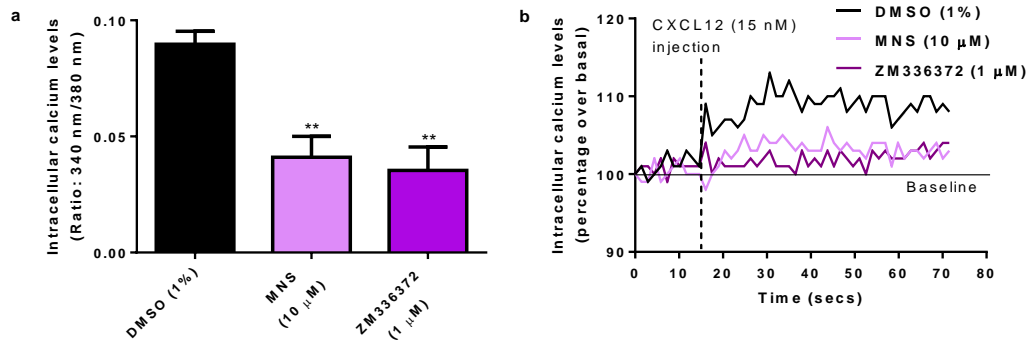 a
Intracellular calcium levels
(Ratio: 340 nm/380 nm)
0.10
0.05
0.00
**
**
DMSO (1%)
MNS
(10 μM)
ZM336372
(1 μM)
b
CXCL12 (15 nM)
injection
DMSO (1%)
MNS (10 μM)
ZM336372 (1 μM)
Intracellular calcium levels
(percentage over basal)
120
110
100
90
Baseline
0 10 20 30 40 50 60 70 80
Time (secs)